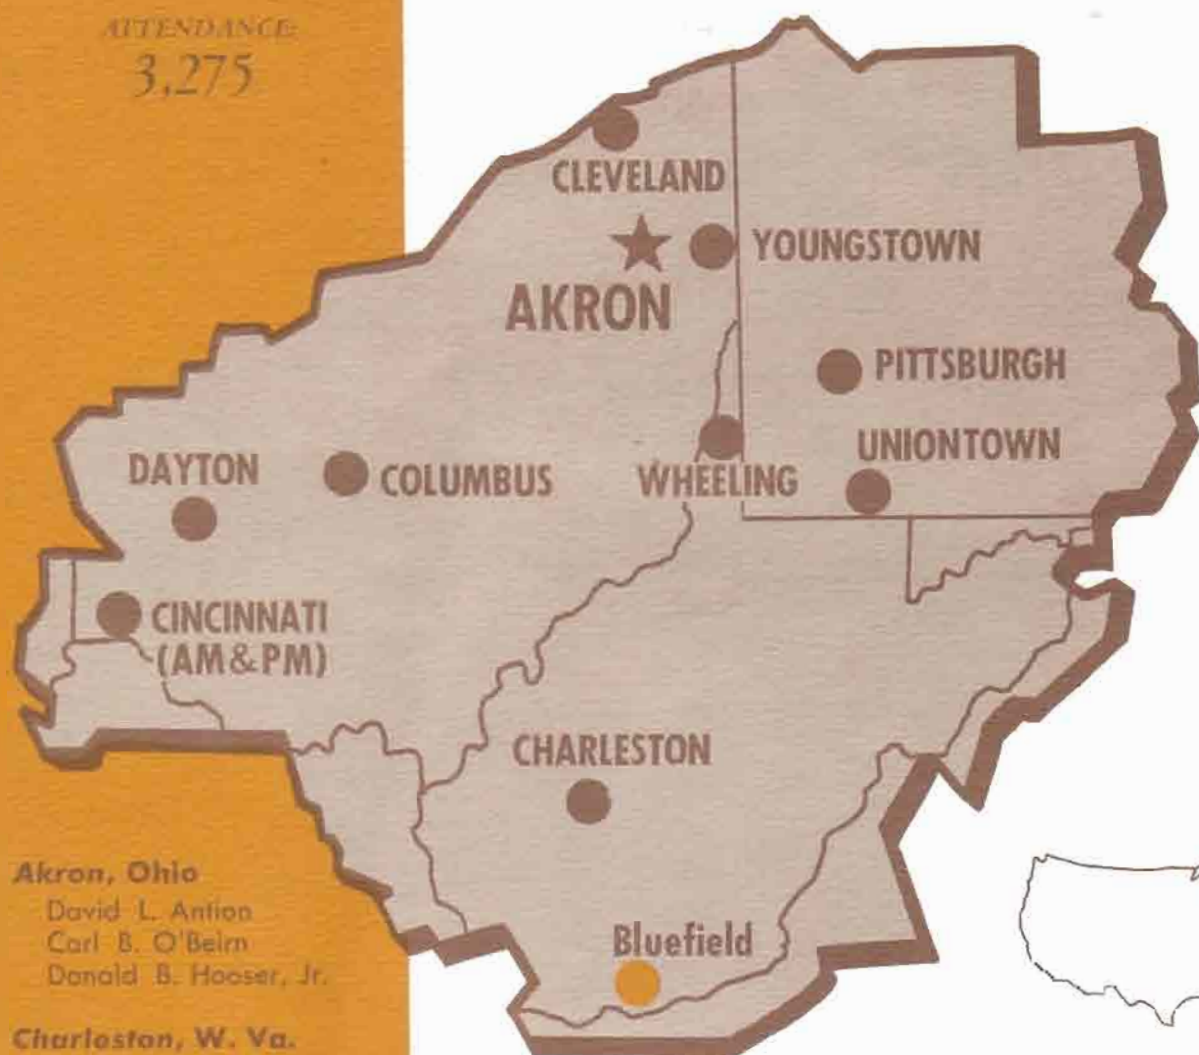 ATTENDANCE:
3,275
CLEVELAND
YOUNGSTOWN
AKRON
PITTSBURGH
UNIONTOWN
DAYTON
COLUMBUS
WHEELING
CINCINNATI
(AM&PM)
CHARLESTON
Akron, Ohio
David L. Antion
Carl B. O'Beirn
Donald B. Hooser, Jr.
Bluefield
Charleston, W. Va.